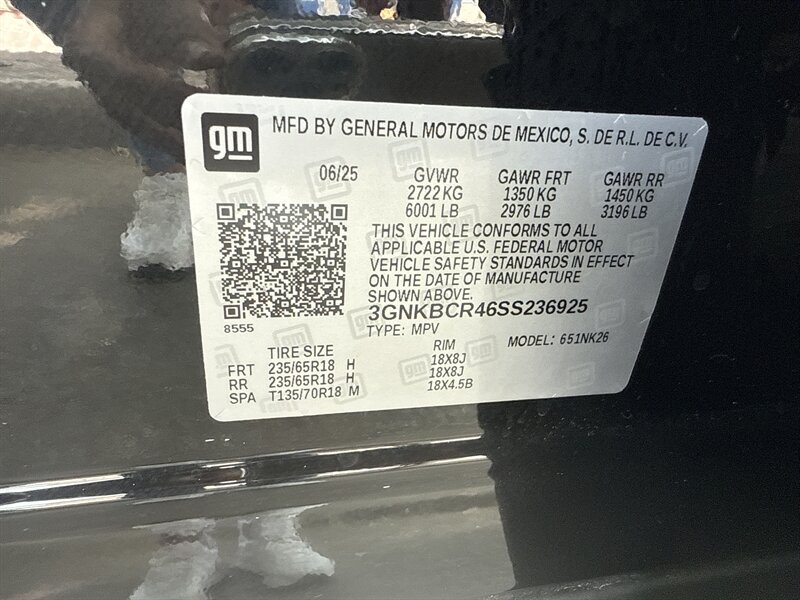 gm MFD BY GENERAL MOTORS DE MEXICO, S. DE R.L. DE C.V.
06/25 GVWR GAWR FRT GAWR RR
2722 KG 1350 KG 1450 KG
6001 LB 2976 LB 3196 LB
THIS VEHICLE CONFORMS TO ALL
APPLICABLE U.S. FEDERAL MOTOR
VEHICLE SAFETY STANDARDS IN EFFECT
ON THE DATE OF MANUFACTURE
SHOWN ABOVE.
3GNKBCR46SS236925
8555
TYPE: MPV MODEL: 651NK26
TIRE SIZE RIM
FRT 235/65R18 H 18X8J
RR 235/65R18 H 18X8J
SPA T135/70R18 M 18X4.5B